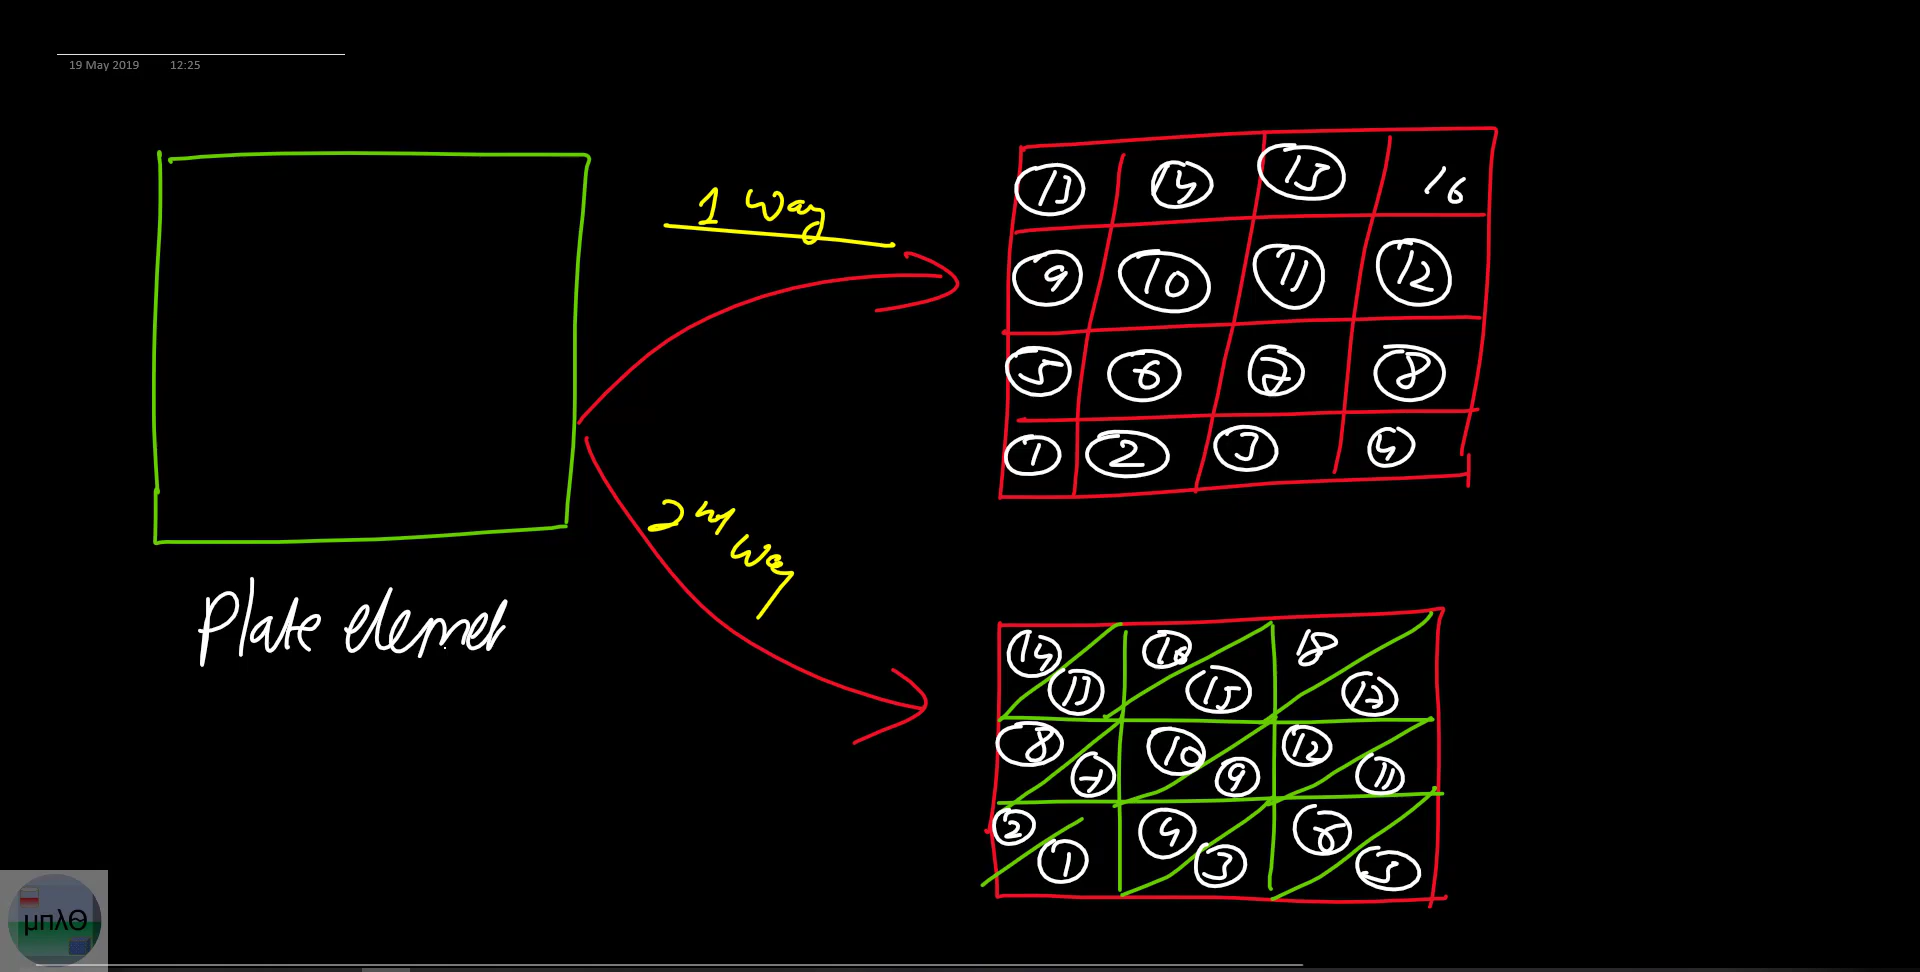 19 May 2019 12:25
1 Way
13 14 15 16
9 10 11 12
5 6 7 8
1 2 3 4
2nd Way
Plate elemet
14 16 18
13 15 17
8 10 12
7 9 11
2 4 6
1 3 5
μπλΘ